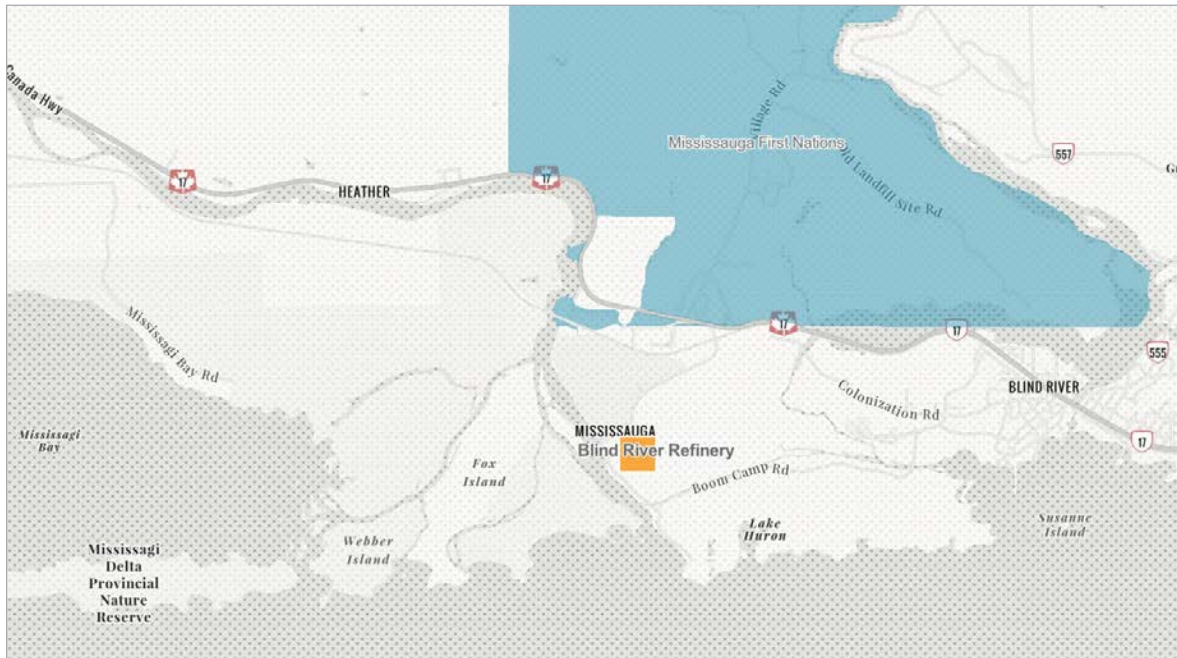 Canada Hwy
17
HEATHER
17
Village Rd
Mississauga First Nations
Old Landfill Site Rd
557
Mississagi Bay Rd
17
17
555
BLIND RIVER
Colonization Rd
17
Mississagi
Bay
MISSISSAUGA
Blind River Refinery
Fox
Island
Boom Camp Rd
Webber
Island
Lake
Huron
Susanne
Island
Mississagi
Delta
Provincial
Nature
Reserve